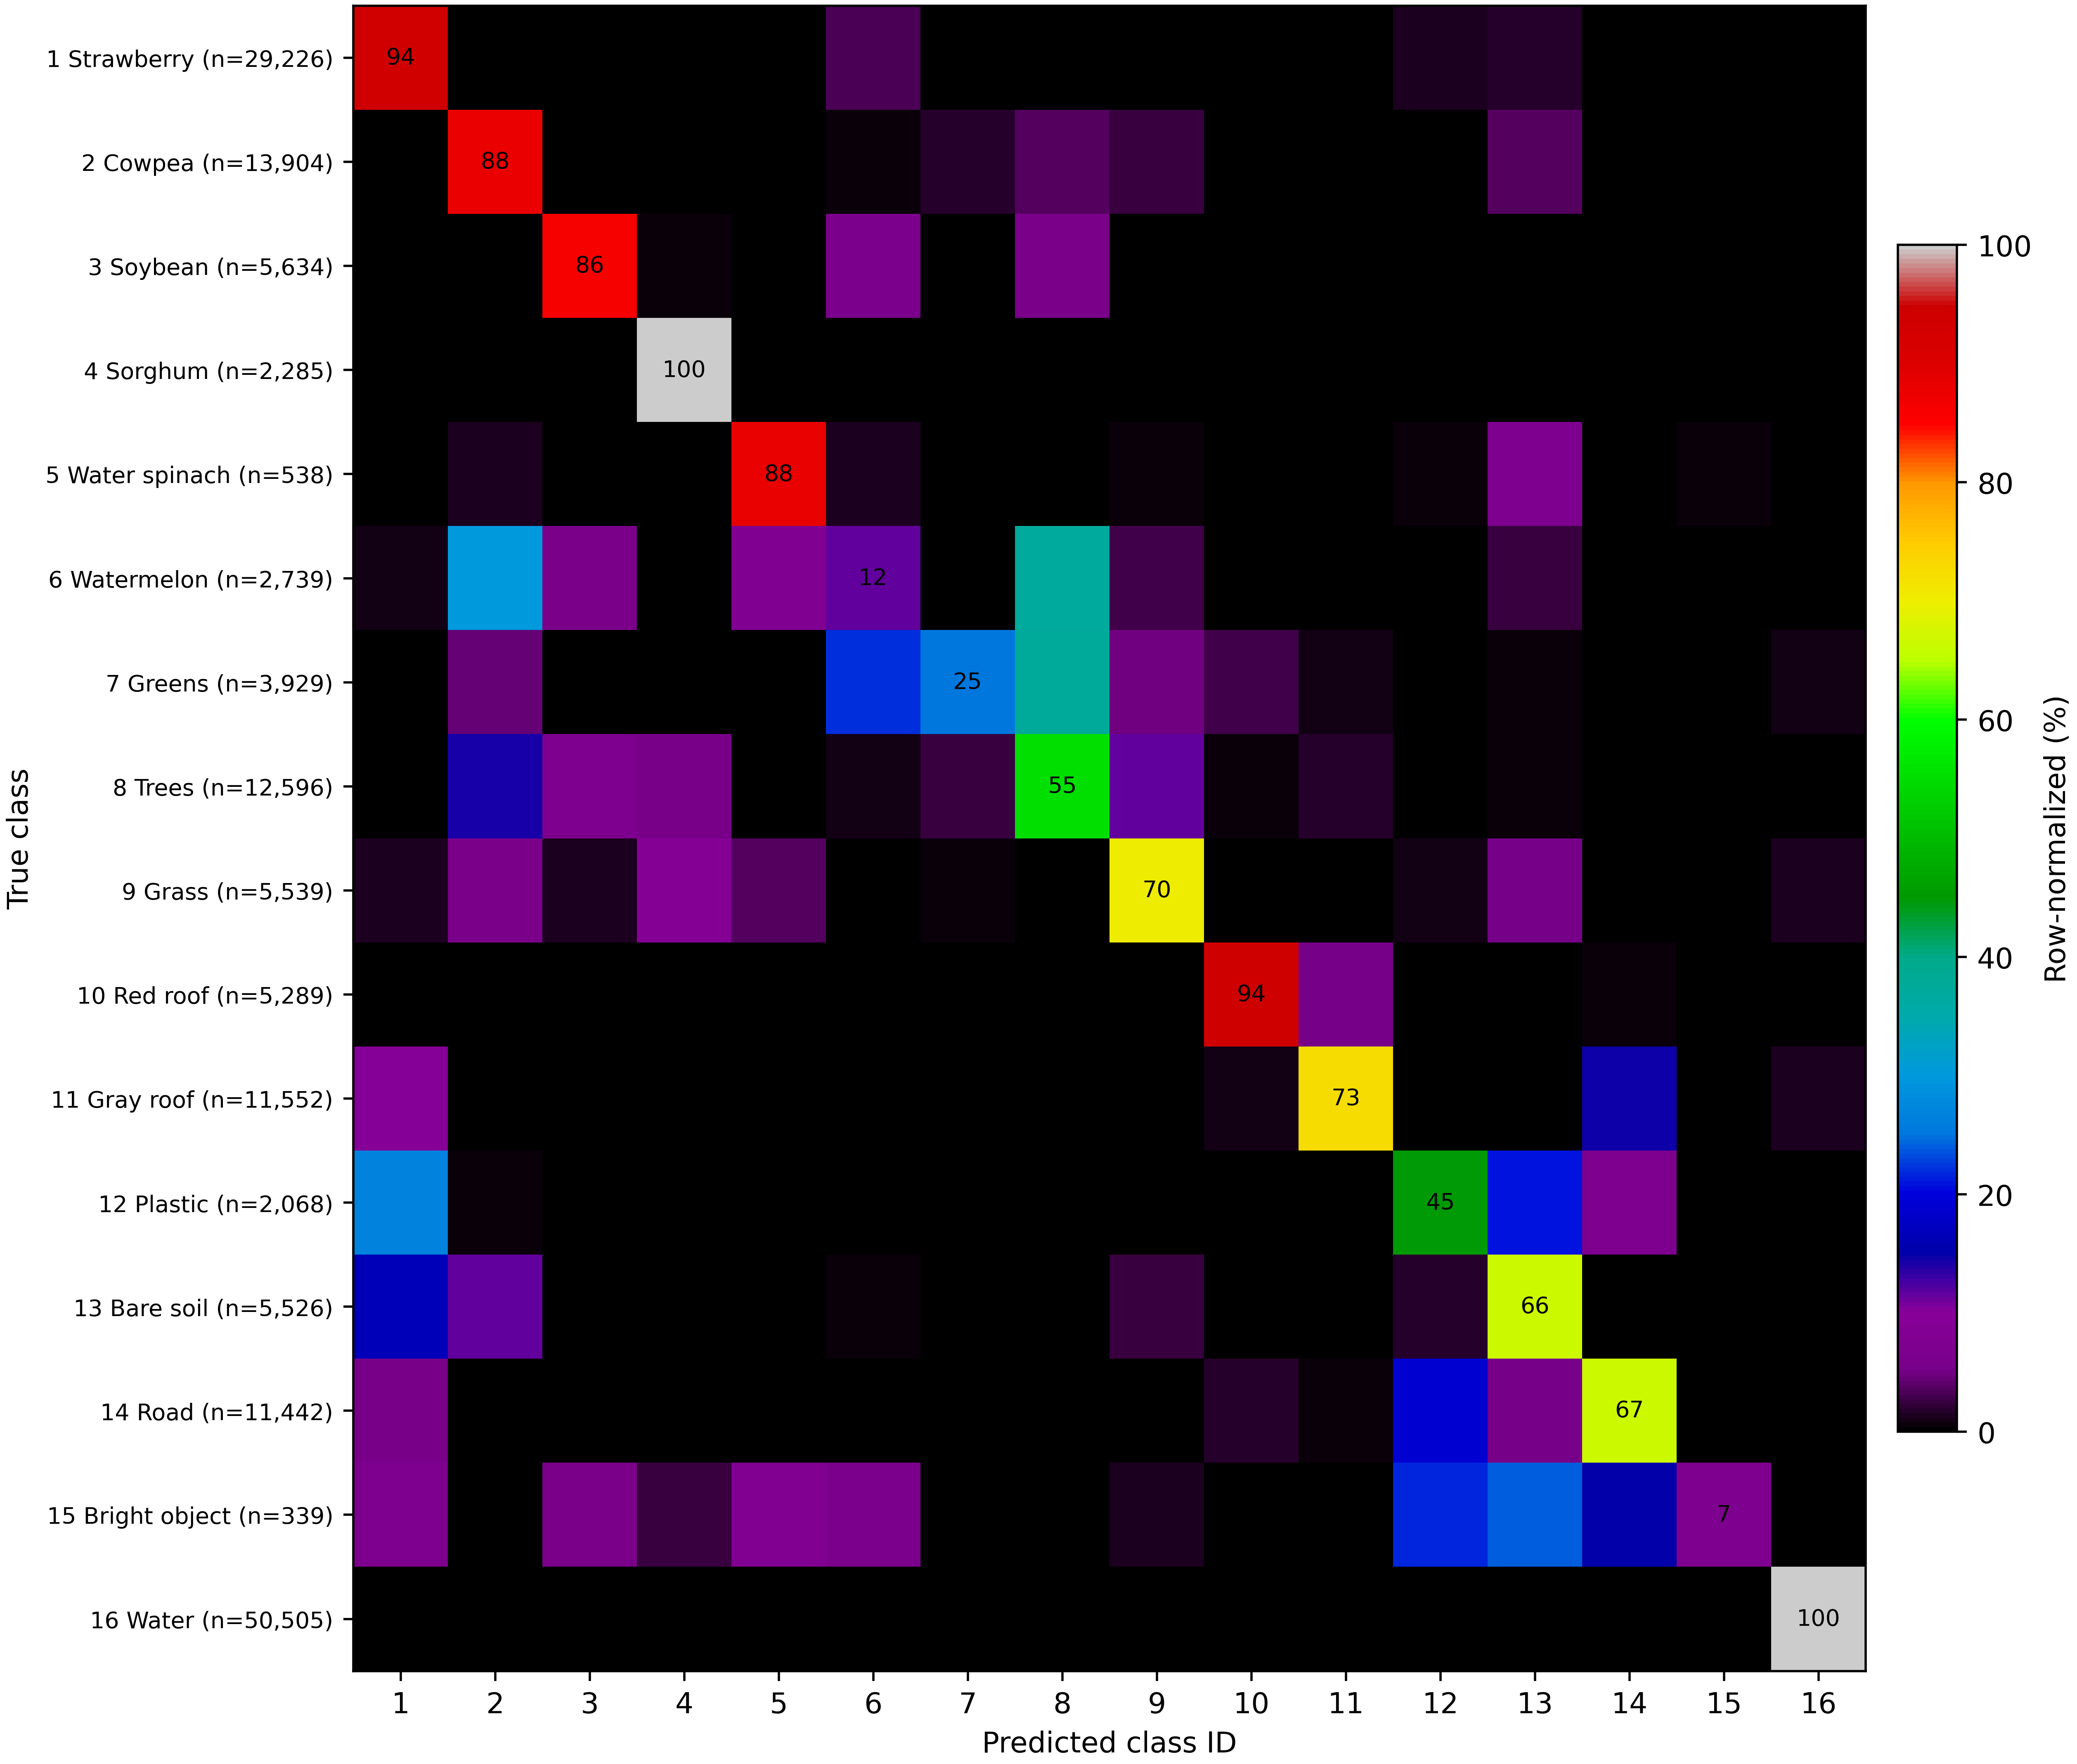 1 Strawberry (n=29,226)
94
2 Cowpea (n=13,904)
88
3 Soybean (n=5,634)
86
4 Sorghum (n=2,285)
100
5 Water spinach (n=538)
88
6 Watermelon (n=2,739)
12
7 Greens (n=3,929)
25
8 Trees (n=12,596)
55
9 Grass (n=5,539)
70
10 Red roof (n=5,289)
94
11 Gray roof (n=11,552)
73
12 Plastic (n=2,068)
45
13 Bare soil (n=5,526)
66
14 Road (n=11,442)
67
15 Bright object (n=339)
7
16 Water (n=50,505)
100
True class
1 2 3 4 5 6 7 8 9 10 11 12 13 14 15 16
Predicted class ID
100
80
60
40
20
0
Row-normalized (%)